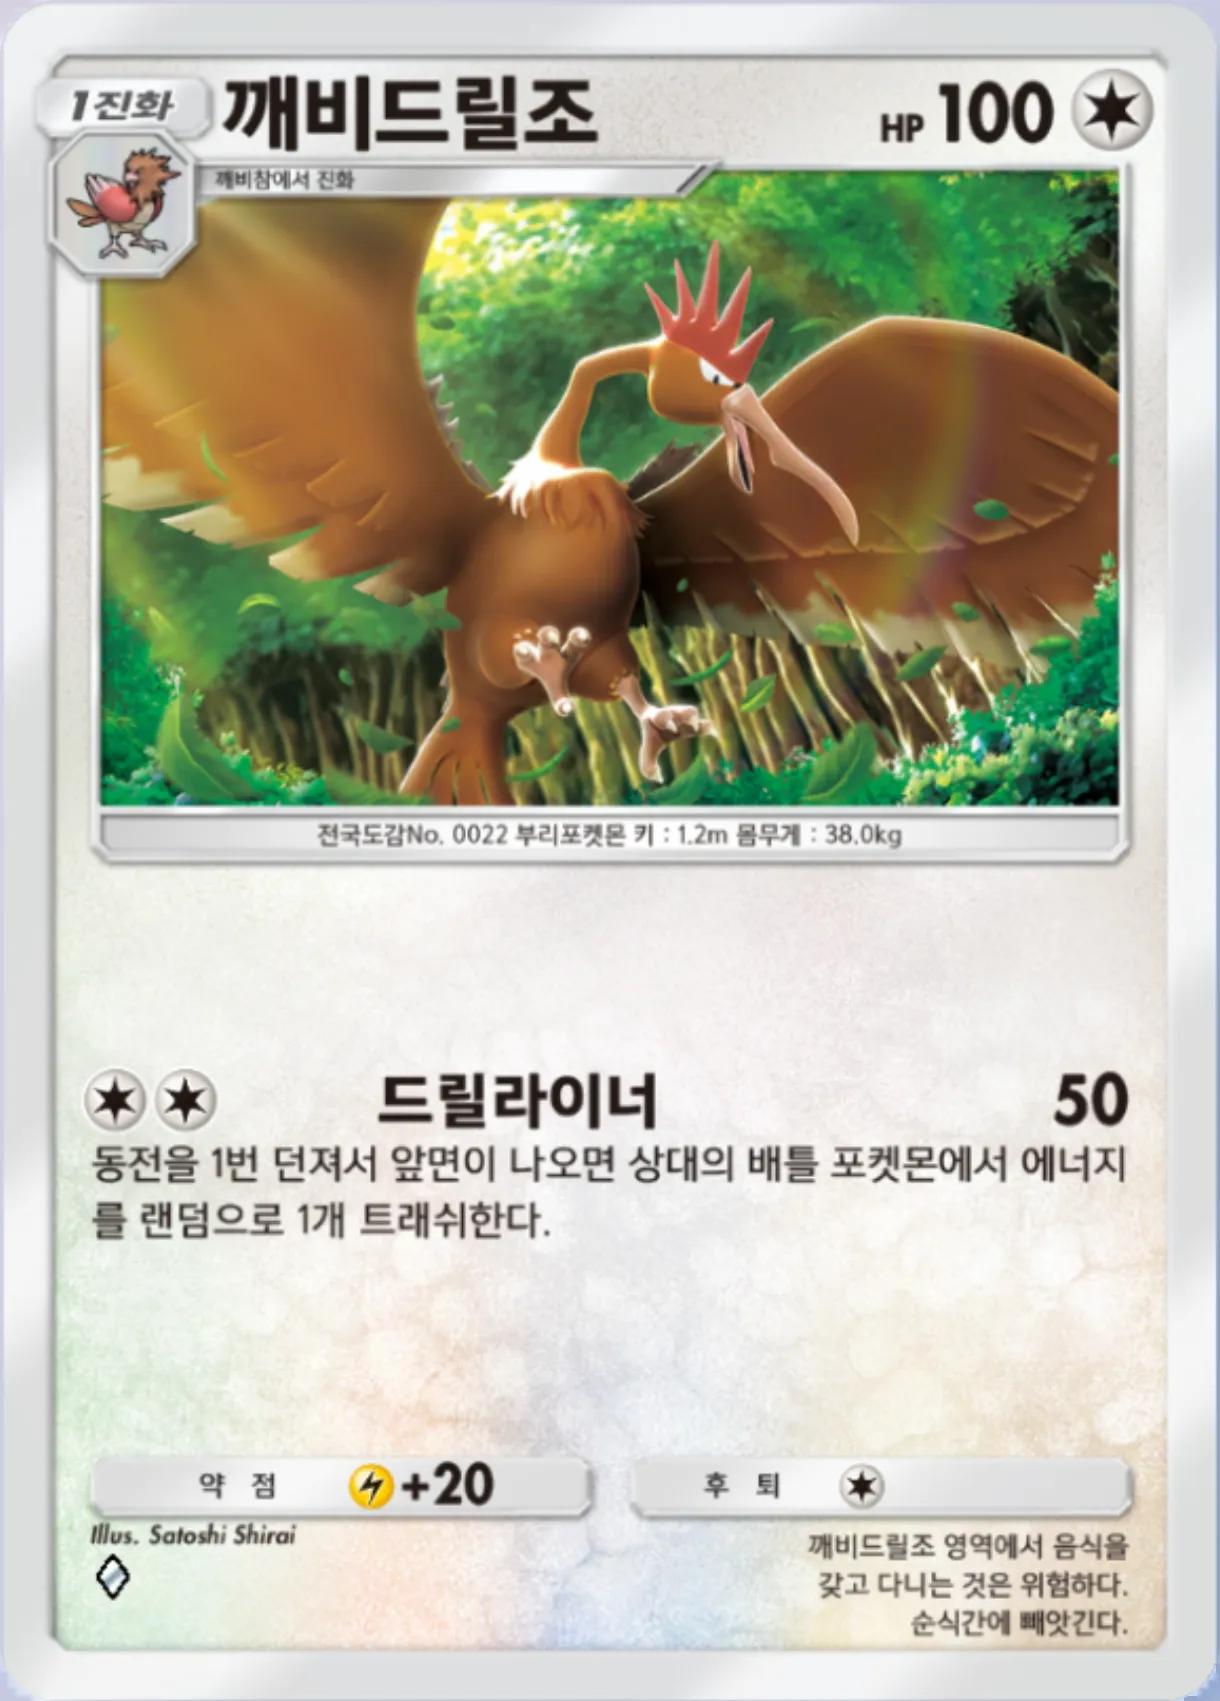 1진화
깨비드릴조
HP 100
깨비참에서 진화
전국도감No. 0022 부리포켓몬 키 : 1.2m 몸무게 : 38.0kg
드릴라이너 50
동전을 1번 던져서 앞면이 나오면 상대의 배틀 포켓몬에서 에너지
를 랜덤으로 1개 트래쉬한다.
약 점 +20
후 퇴
Illus. Satoshi Shirai
깨비드릴조 영역에서 음식을
갖고 다니는 것은 위험하다.
순식간에 빼앗긴다.